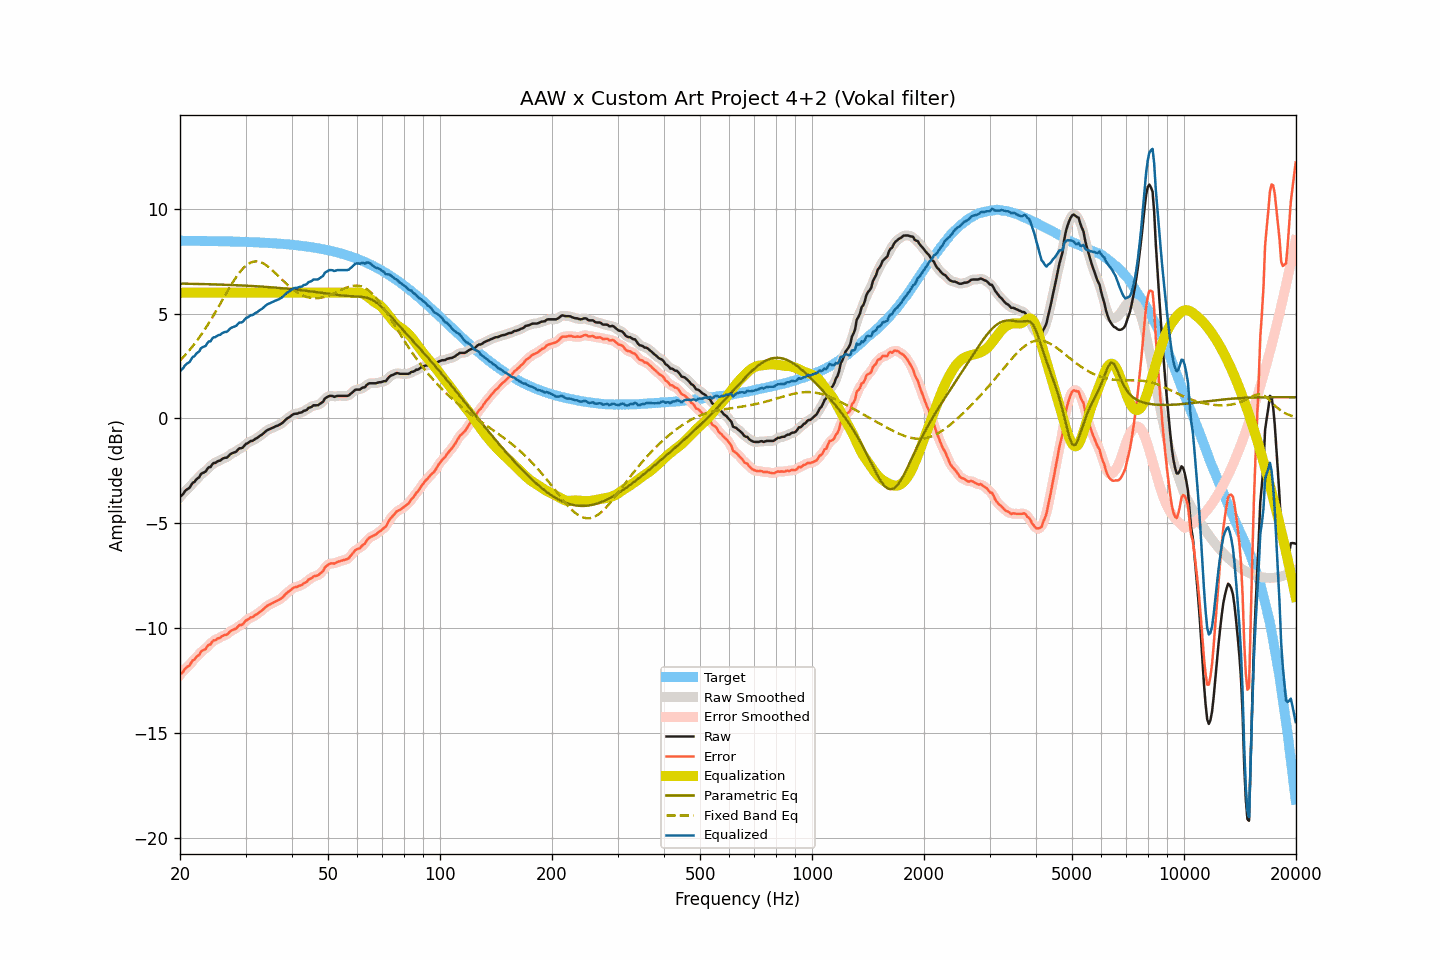 AAW x Custom Art Project 4+2 (Vokal filter)
Amplitude (dBr)
10
5
0
−5
−10
−15
−20
Target
Raw Smoothed
Error Smoothed
Raw
Error
Equalization
Parametric Eq
Fixed Band Eq
Equalized
20 50 100 200 500 1000 2000 5000 10000 20000
Frequency (Hz)